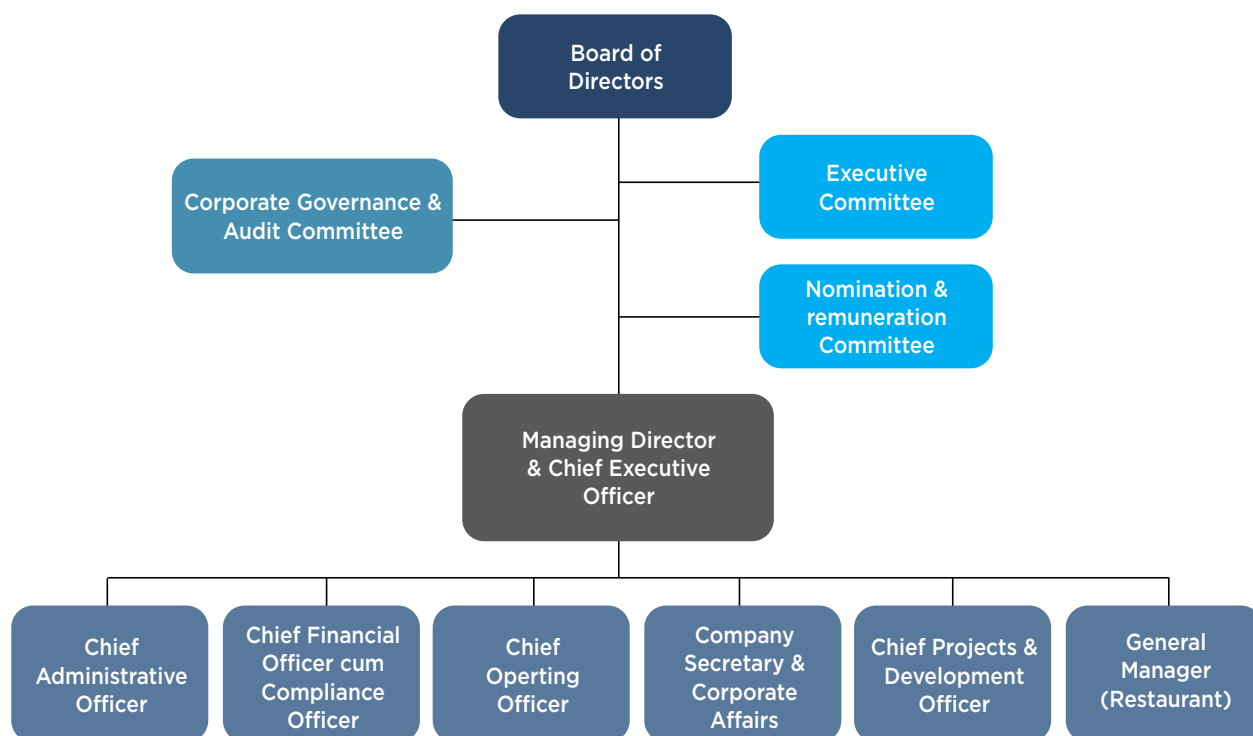 Board of
Directors
Executive
Committee
Corporate Governance &
Audit Committee
Nomination &
remuneration
Committee
Managing Director
& Chief Executive
Officer
Chief
Administrative
Officer
Chief Financial
Officer cum
Compliance
Officer
Chief
Operting
Officer
Company
Secretary &
Corporate
Affairs
Chief Projects &
Development
Officer
General
Manager
(Restaurant)